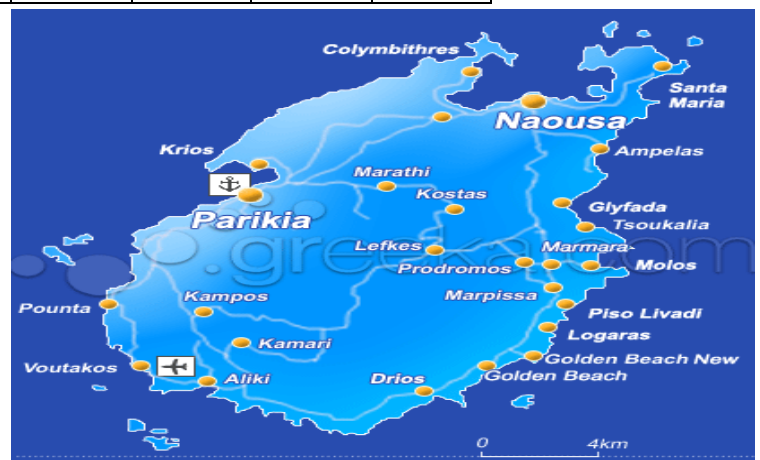 Colymbithres
Santa
Maria
Naousa
Krios
Ampelas
Marathi
Kostas
Glyfada
Parikia
Tsoukalia
Lefkes
Marmara
.greeka.com
Prodromos
Molos
Kampos
Marpissa
Pounta
Piso Livadi
Logaras
Kamari
Golden Beach New
Voutakos
Aliki
Drios
Golden Beach
0
4km